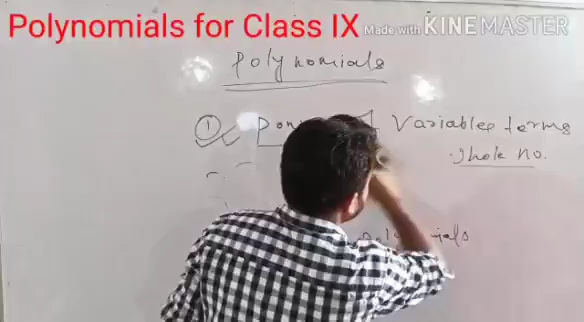 Polynomials for Class IX
Made with KINEMASTER
Polynomials
① Variables terms
whole no.